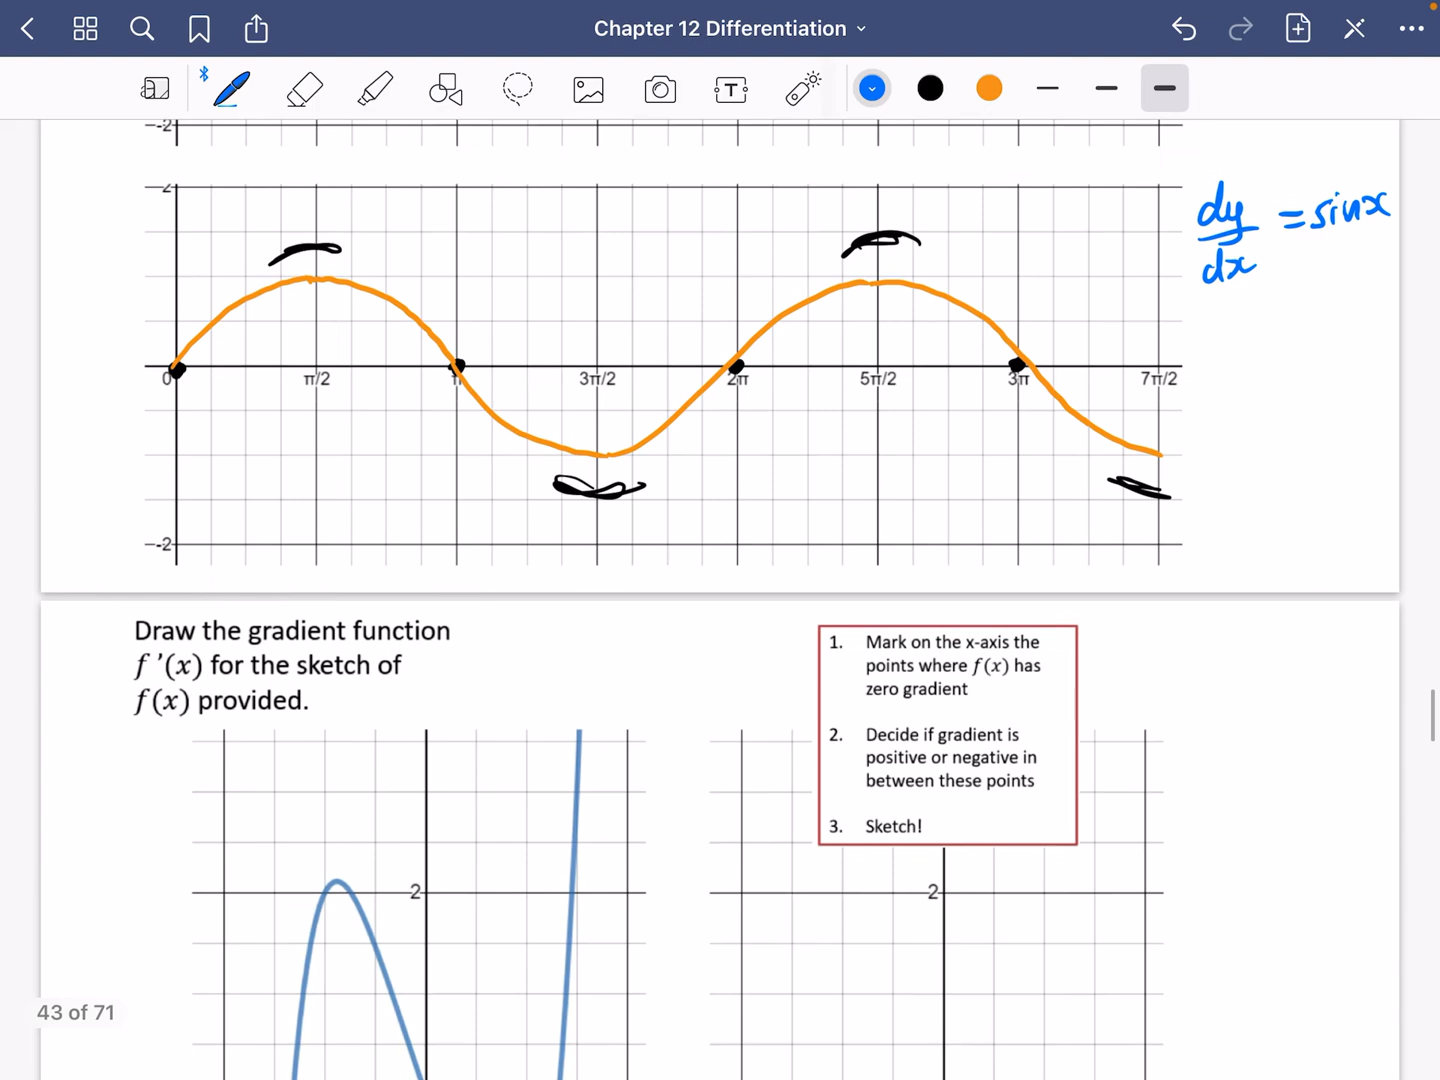 Chapter 12 Differentiation
T
-2
2
dy/dx = sinx
0 π/2 π 3π/2 2π 5π/2 3π 7π/2
-2
Draw the gradient function
f ’(x) for the sketch of
f(x) provided.
1. Mark on the x-axis the
points where f(x) has
zero gradient
2. Decide if gradient is
positive or negative in
between these points
3. Sketch!
2
2
43 of 71